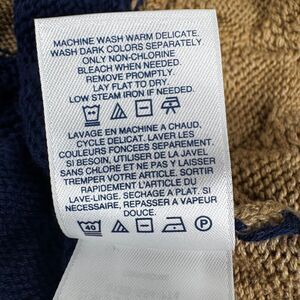 MACHINE WASH WARM DELICATE.
WASH DARK COLORS SEPARATELY
ONLY NON-CHLORINE
BLEACH WHEN NEEDED.
REMOVE PROMPTLY.
LAY FLAT TO DRY.
LOW STEAM IRON IF NEEDED.
LAVAGE EN MACHINE A CHAUD.
CYCLE DELICAT. LAVER LES
COULEURS FONCEES SEPAREMENT.
SI BESOIN, UTILISER DE LA JAVEL
SANS CHLORE ET NE PAS Y LAISSER
TREMPER VOTRE ARTICLE. SORTIR
RAPIDEMENT L'ARTICLE DU
LAVE-LINGE. SECHAGE A PLAT. SI
NECESSAIRE, REPASSER A VAPEUR
DOUCE.
40 P